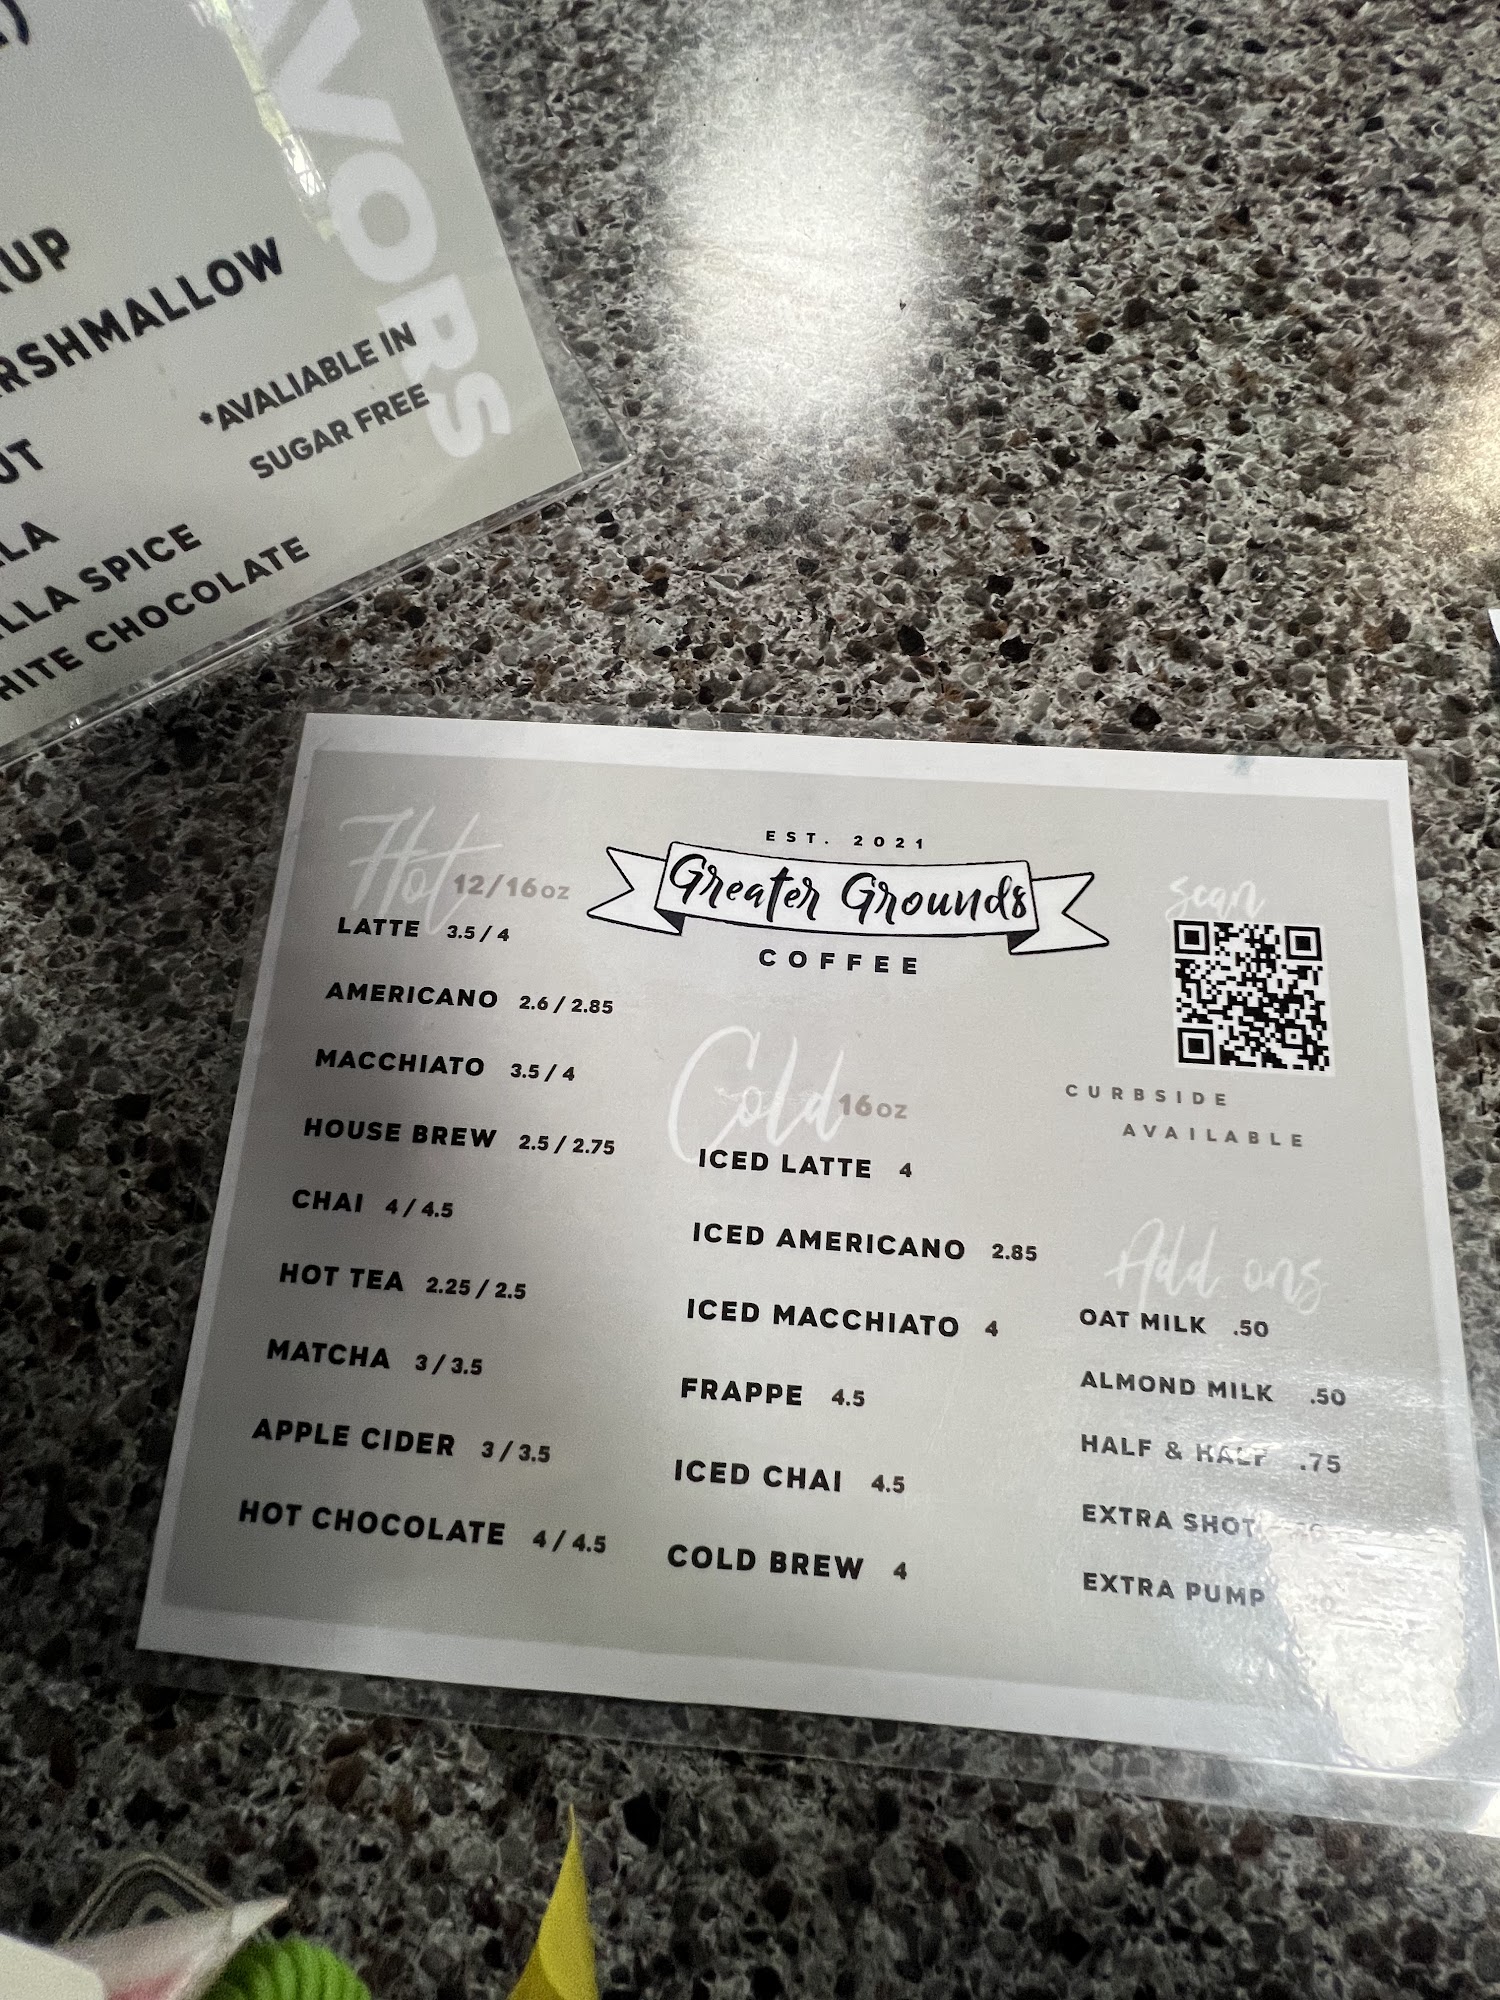 VORS
RSHMALLOW
*AVALIABLE IN
SUGAR FREE
SPICE
CHOCOLATE
EST. 2021
Greater Grounds
COFFEE
Hot 12/16oz
LATTE 3.5 / 4
AMERICANO 2.6 / 2.85
MACCHIATO 3.5 / 4
HOUSE BREW 2.5 / 2.75
CHAI 4 / 4.5
HOT TEA 2.25 / 2.5
MATCHA 3 / 3.5
APPLE CIDER 3 / 3.5
HOT CHOCOLATE 4 / 4.5
Cold 16oz
ICED LATTE 4
ICED AMERICANO 2.85
ICED MACCHIATO 4
FRAPPE 4.5
ICED CHAI 4.5
COLD BREW 4
scan
CURBSIDE
AVAILABLE
Add ons
OAT MILK .50
ALMOND MILK .50
HALF & HALF .75
EXTRA SHOT
EXTRA PUMP